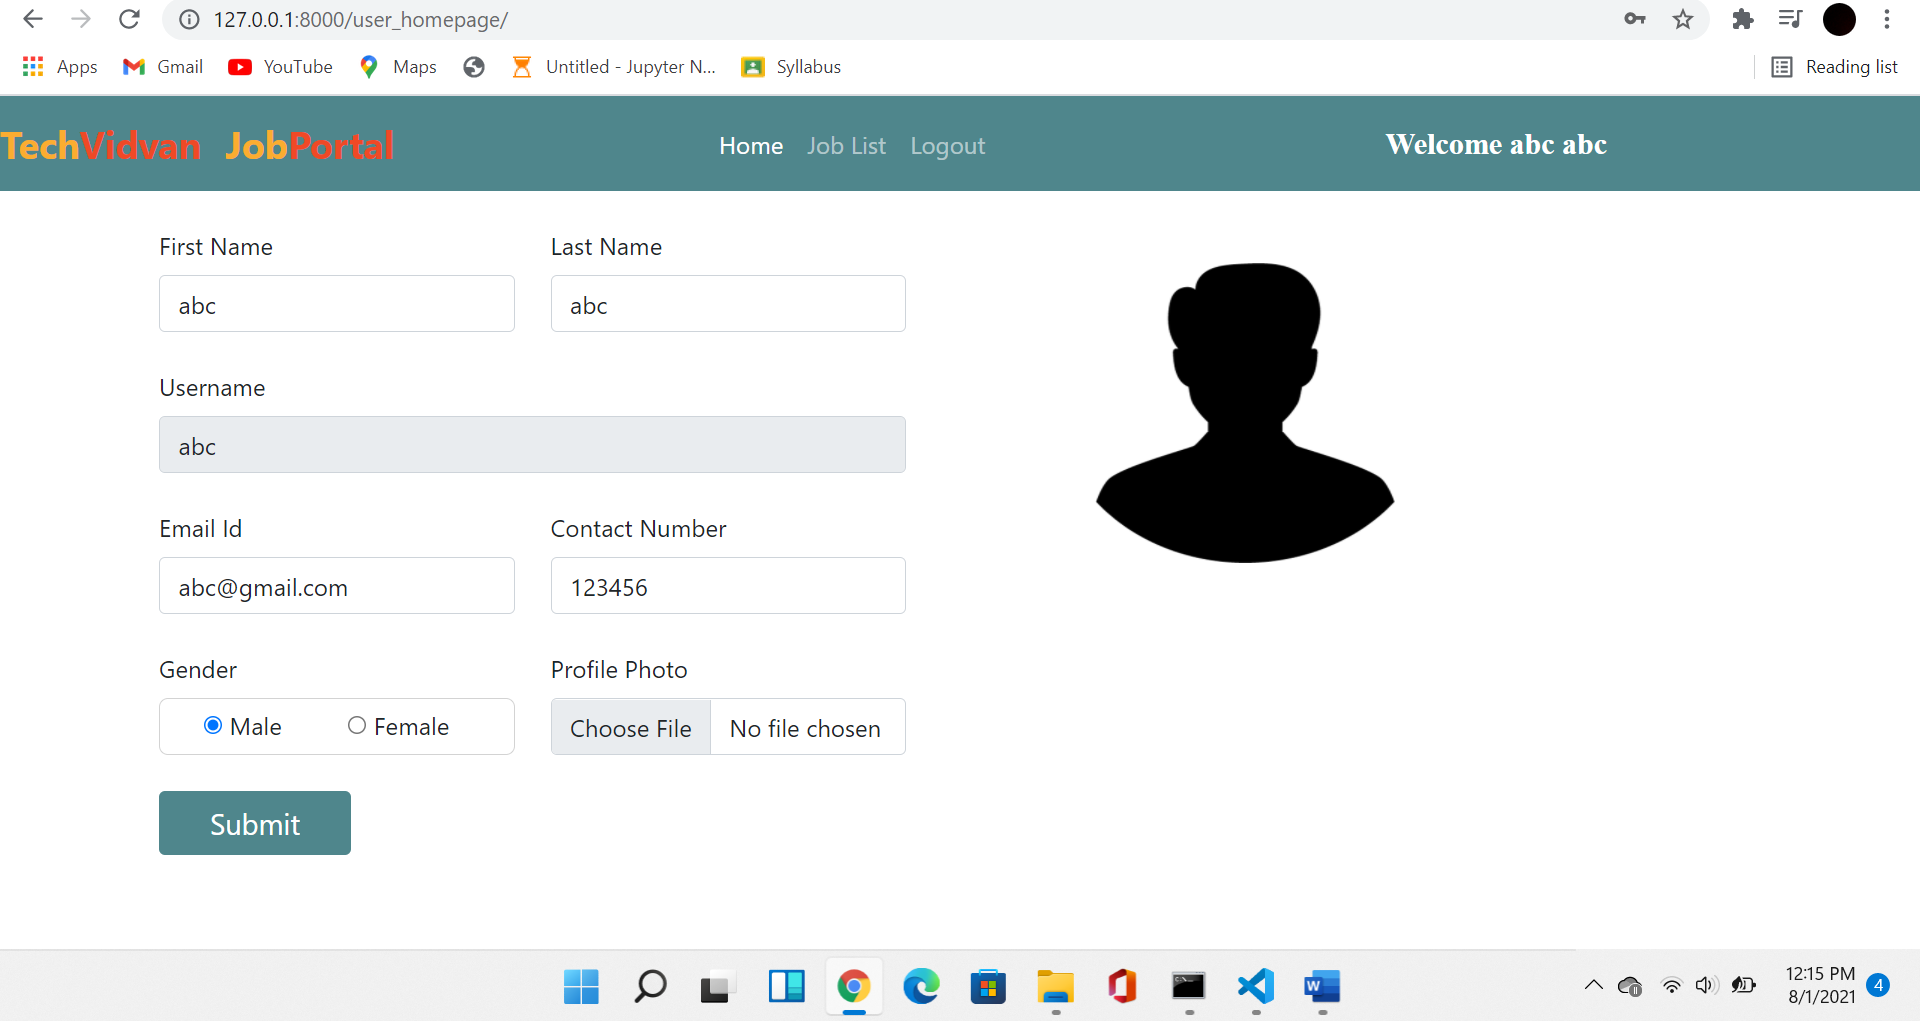 127.0.0.1:8000/user_homepage/
Apps Gmail YouTube Maps Untitled - Jupyter N... Syllabus Reading list
TechVidvan JobPortal Home Job List Logout Welcome abc abc
First Name Last Name
abc abc
Username
abc
Email Id Contact Number
abc@gmail.com 123456
Gender Profile Photo
Male Female Choose File No file chosen
Submit
12:15 PM
8/1/2021 4